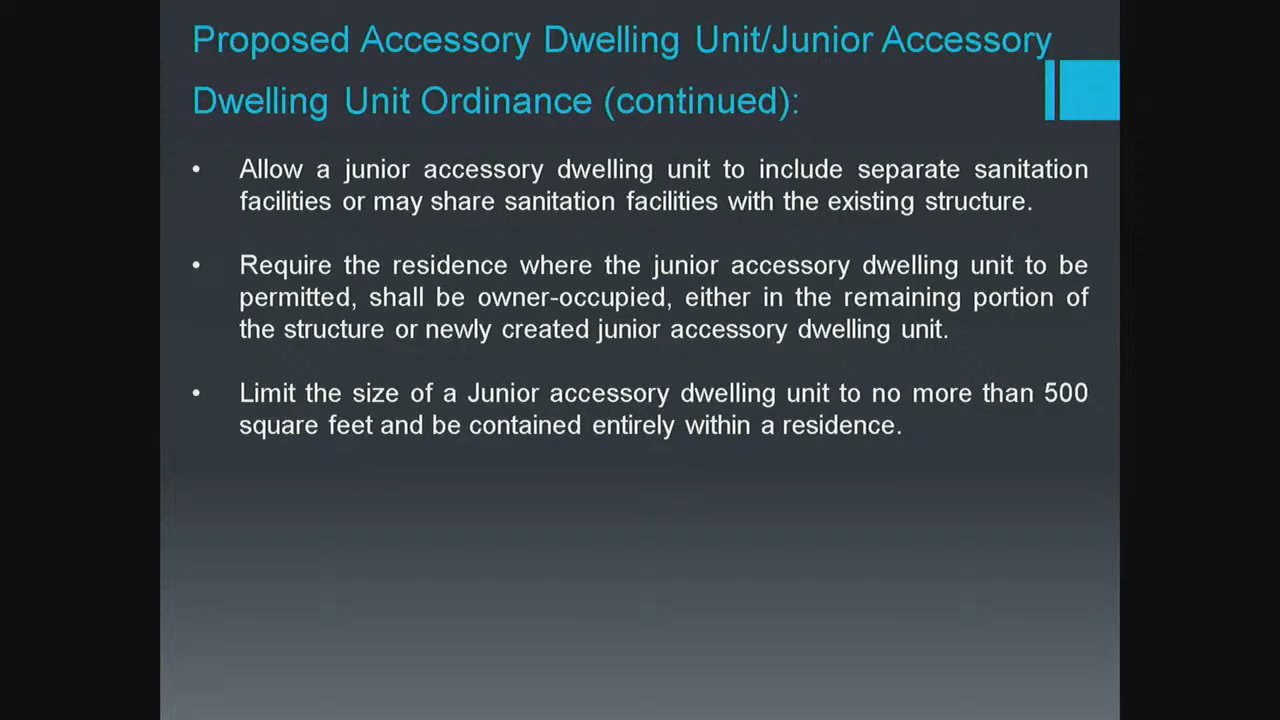 Proposed Accessory Dwelling Unit/Junior Accessory
Dwelling Unit Ordinance (continued):
• Allow a junior accessory dwelling unit to include separate sanitation
facilities or may share sanitation facilities with the existing structure.
• Require the residence where the junior accessory dwelling unit to be
permitted, shall be owner-occupied, either in the remaining portion of
the structure or newly created junior accessory dwelling unit.
• Limit the size of a Junior accessory dwelling unit to no more than 500
square feet and be contained entirely within a residence.